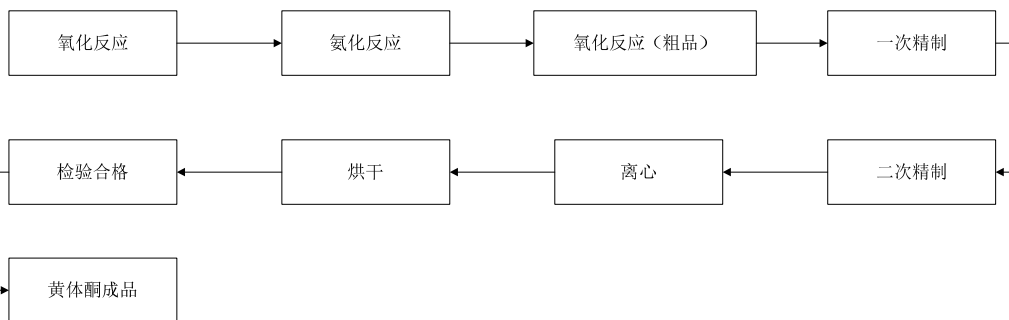 氧化反应
氨化反应
氧化反应（粗品）
一次精制
检验合格
烘干
离心
二次精制
黄体酮成品